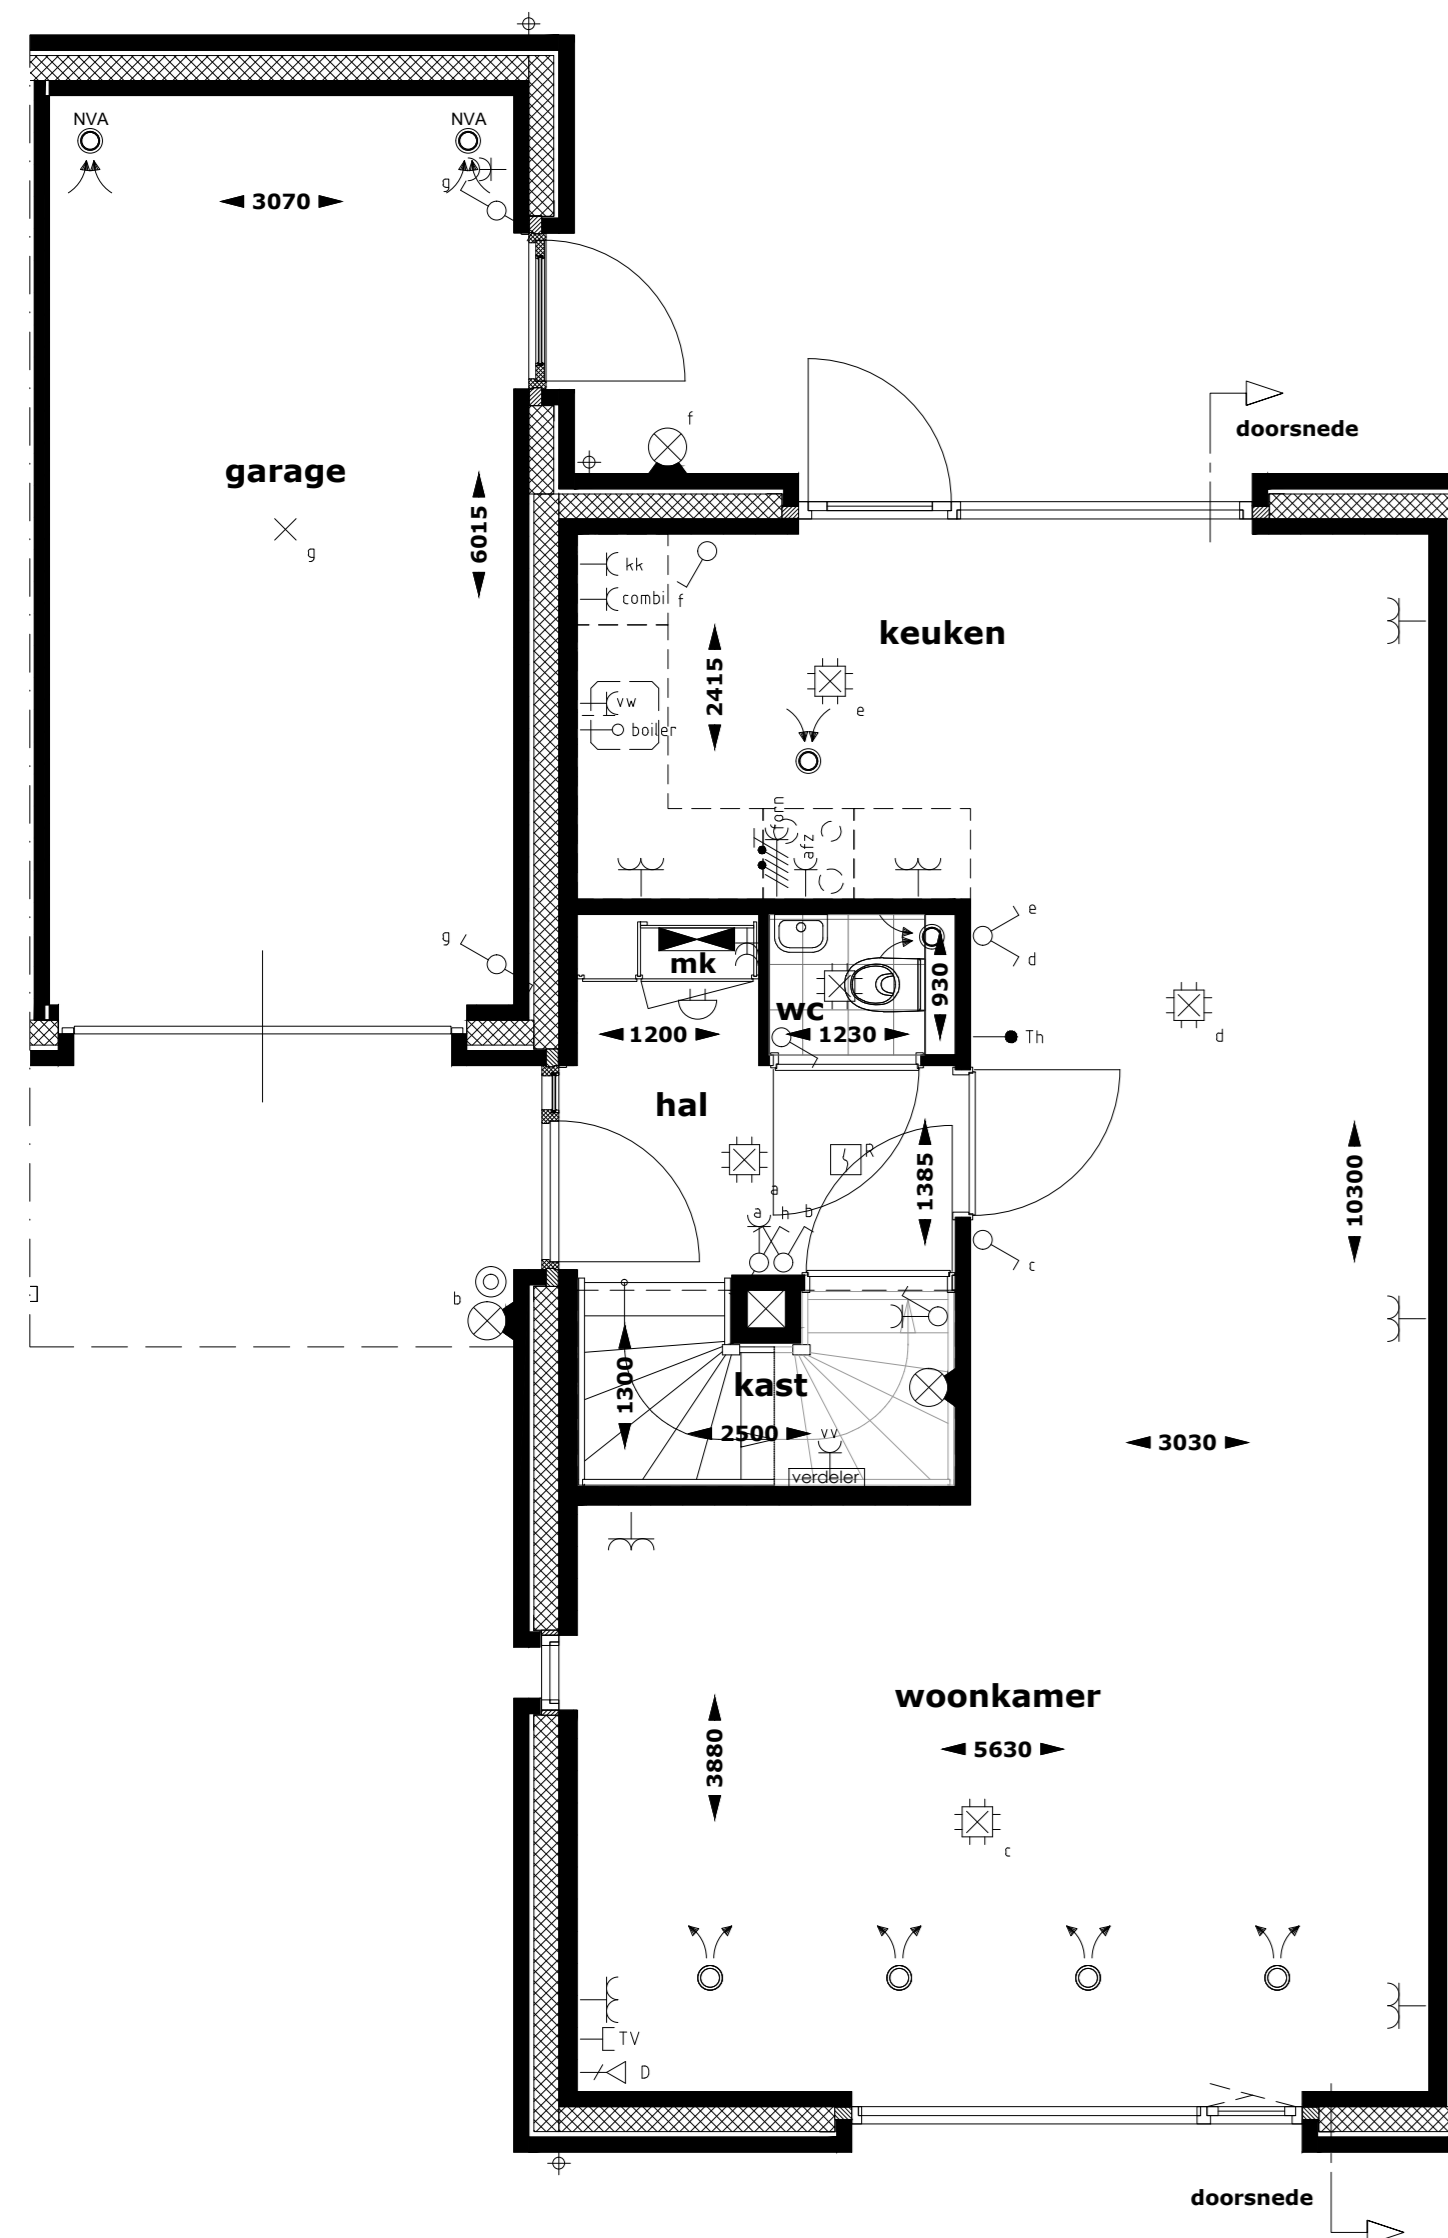 NVA
NVA
g
3070
f
doorsnede
garage
6015
g
kk
combi
f
keuken
2415
vw
boiler
e
forn
afz
e
g
d
mk
930
wc
1200
1230
Th
d
hal
R
1385
10300
a
a
h
b
c
b
1300
kast
2500
vv
3030
verdeler
woonkamer
3880
5630
c
TV
D
doorsnede